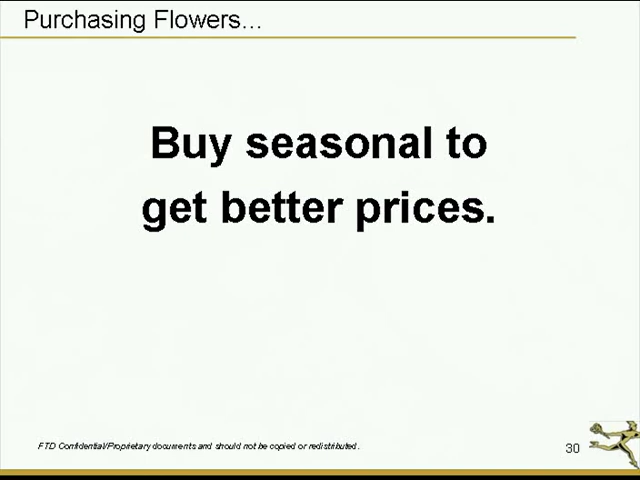 Purchasing Flowers...
Buy seasonal to
get better prices.
FTD Confidential/Proprietary documents and should not be copied or redistributed.
30